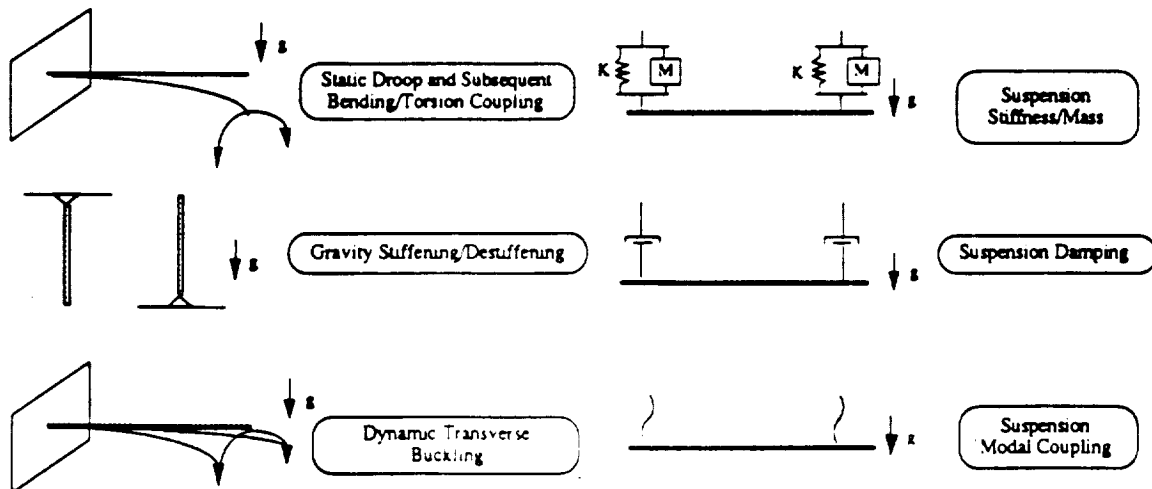 g
Static Droop and Subsequent
Bending/Torsion Coupling
K
M
K
M
g
Suspension
Stiffness/Mass
g
Gravity Stiffening/Destiffening
g
Suspension Damping
g
Dynamic Transverse
Buckling
g
Suspension
Modal Coupling